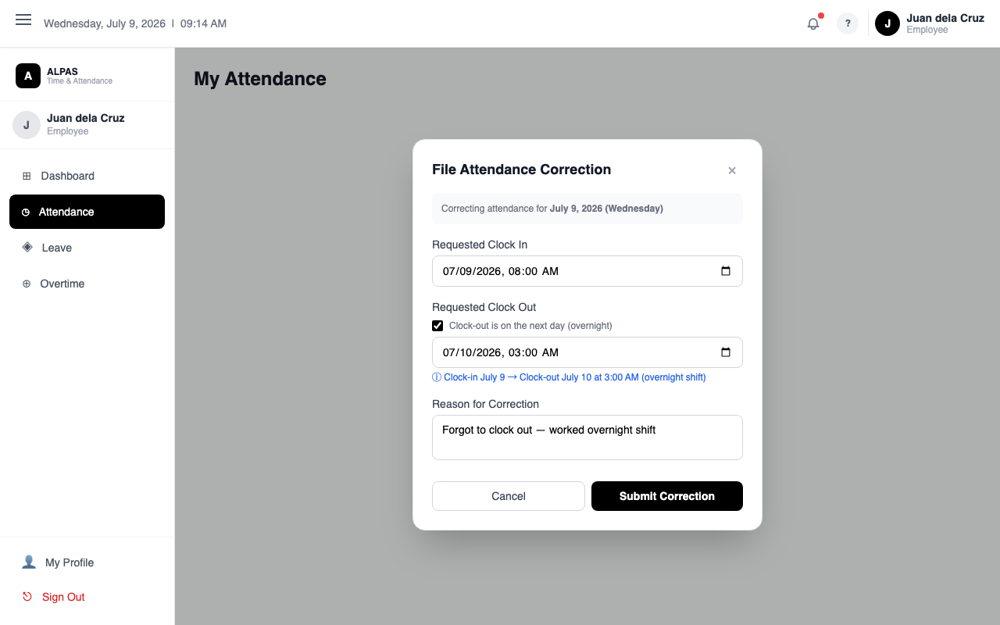 Wednesday, July 9, 2026 | 09:14 AM
?
J
Juan dela Cruz
Employee
A
ALPAS
Time & Attendance
J
Juan dela Cruz
Employee
Dashboard
Attendance
Leave
Overtime
My Profile
Sign Out
My Attendance
File Attendance Correction
×
Correcting attendance for July 9, 2026 (Wednesday)
Requested Clock In
07/09/2026, 08:00 AM
Requested Clock Out
Clock-out is on the next day (overnight)
07/10/2026, 03:00 AM
ⓘ Clock-in July 9 → Clock-out July 10 at 3:00 AM (overnight shift)
Reason for Correction
Forgot to clock out — worked overnight shift
Cancel
Submit Correction